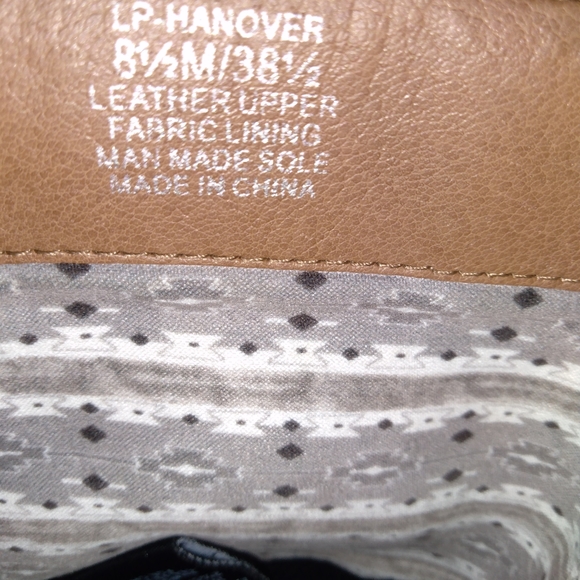 LP-HANOVER
8½M/38½
LEATHER UPPER
FABRIC LINING
MAN MADE SOLE
MADE IN CHINA